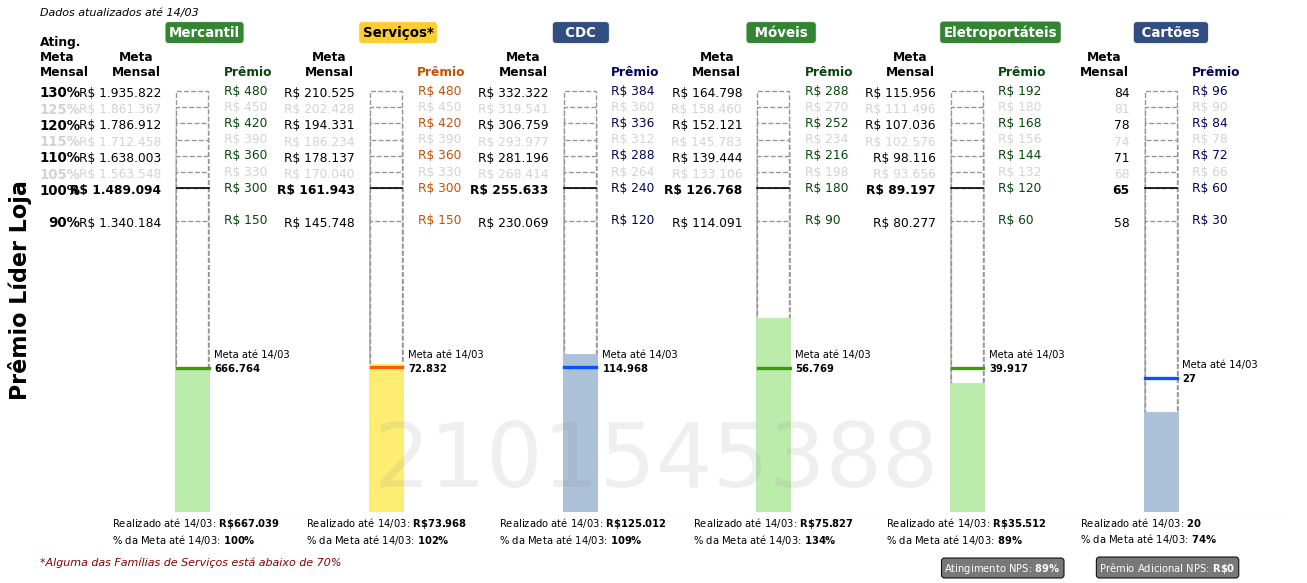 Dados atualizados até 14/03
Mercantil Serviços* CDC Móveis Eletroportáteis Cartões
Ating. Meta Mensal
Meta Mensal Prêmio Meta Mensal Prêmio Meta Mensal Prêmio Meta Mensal Prêmio Meta Mensal Prêmio Meta Mensal Prêmio
130% R$ 1.935.822 R$ 480 R$ 210.525 R$ 480 R$ 332.322 R$ 384 R$ 164.798 R$ 288 R$ 115.956 R$ 192 84 R$ 96
125% R$ 1.861.367 R$ 450 R$ 202.428 R$ 450 R$ 319.541 R$ 360 R$ 158.460 R$ 270 R$ 111.496 R$ 180 81 R$ 90
120% R$ 1.786.912 R$ 420 R$ 194.331 R$ 420 R$ 306.759 R$ 336 R$ 152.121 R$ 252 R$ 107.036 R$ 168 78 R$ 84
115% R$ 1.712.458 R$ 390 R$ 186.234 R$ 390 R$ 293.977 R$ 312 R$ 145.783 R$ 234 R$ 102.576 R$ 156 74 R$ 78
110% R$ 1.638.003 R$ 360 R$ 178.137 R$ 360 R$ 281.196 R$ 288 R$ 139.444 R$ 216 R$ 98.116 R$ 144 71 R$ 72
105% R$ 1.563.548 R$ 330 R$ 170.040 R$ 330 R$ 268.414 R$ 264 R$ 133.106 R$ 198 R$ 93.656 R$ 132 68 R$ 66
100% R$ 1.489.094 R$ 300 R$ 161.943 R$ 300 R$ 255.633 R$ 240 R$ 126.768 R$ 180 R$ 89.197 R$ 120 65 R$ 60
90% R$ 1.340.184 R$ 150 R$ 145.748 R$ 150 R$ 230.069 R$ 120 R$ 114.091 R$ 90 R$ 80.277 R$ 60 58 R$ 30
Prêmio Líder Loja
Meta até 14/03 Meta até 14/03 Meta até 14/03 Meta até 14/03 Meta até 14/03 Meta até 14/03
666.764 72.832 114.968 56.769 39.917 27
2101545388
Realizado até 14/03: R$667.039 Realizado até 14/03: R$73.968 Realizado até 14/03: R$125.012 Realizado até 14/03: R$75.827 Realizado até 14/03: R$35.512 Realizado até 14/03: 20
% da Meta até 14/03: 100% % da Meta até 14/03: 102% % da Meta até 14/03: 109% % da Meta até 14/03: 134% % da Meta até 14/03: 89% % da Meta até 14/03: 74%
*Alguma das Famílias de Serviços está abaixo de 70%
Atingimento NPS: 89% Prêmio Adicional NPS: R$0